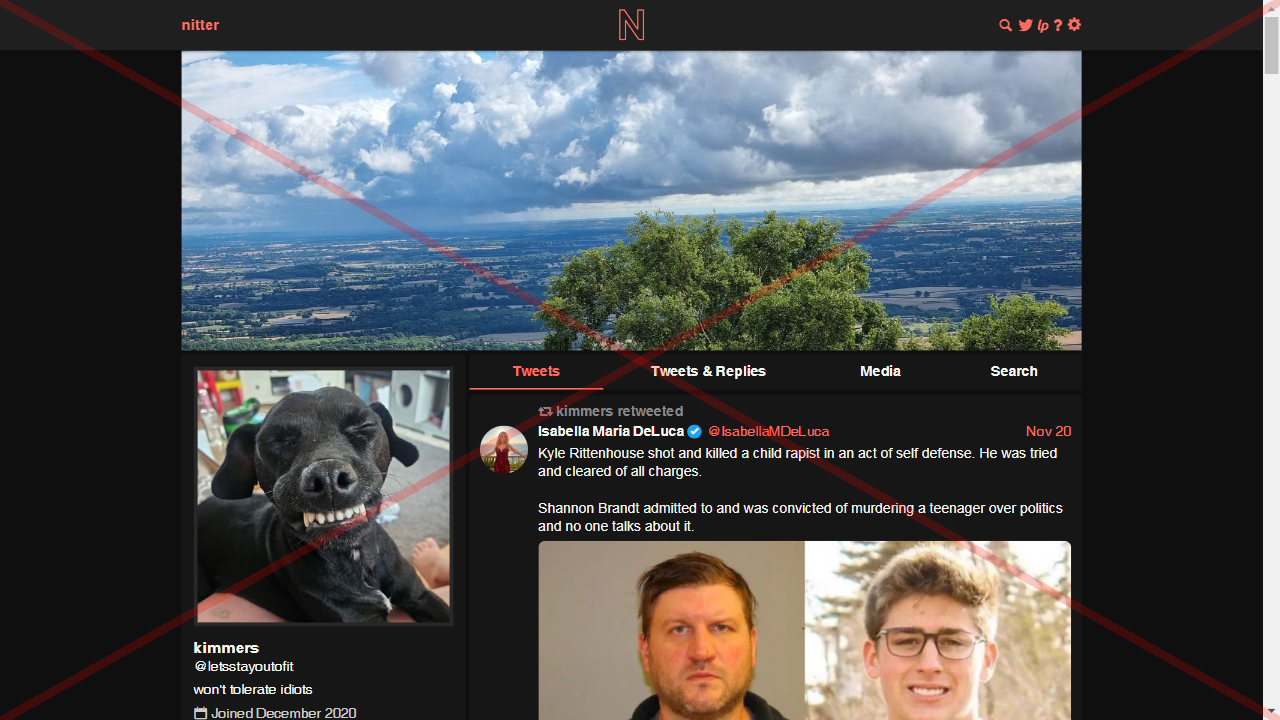 nitter
N
lp ?
Tweets
Tweets & Replies
Media
Search
kimmers retweeted
Isabella Maria DeLuca @IsabellaMDeLuca Nov 20
Kyle Rittenhouse shot and killed a child rapist in an act of self defense. He was tried
and cleared of all charges.
Shannon Brandt admitted to and was convicted of murdering a teenager over politics
and no one talks about it.
kimmers
@letsstayoutofit
won't tolerate idiots
Joined December 2020